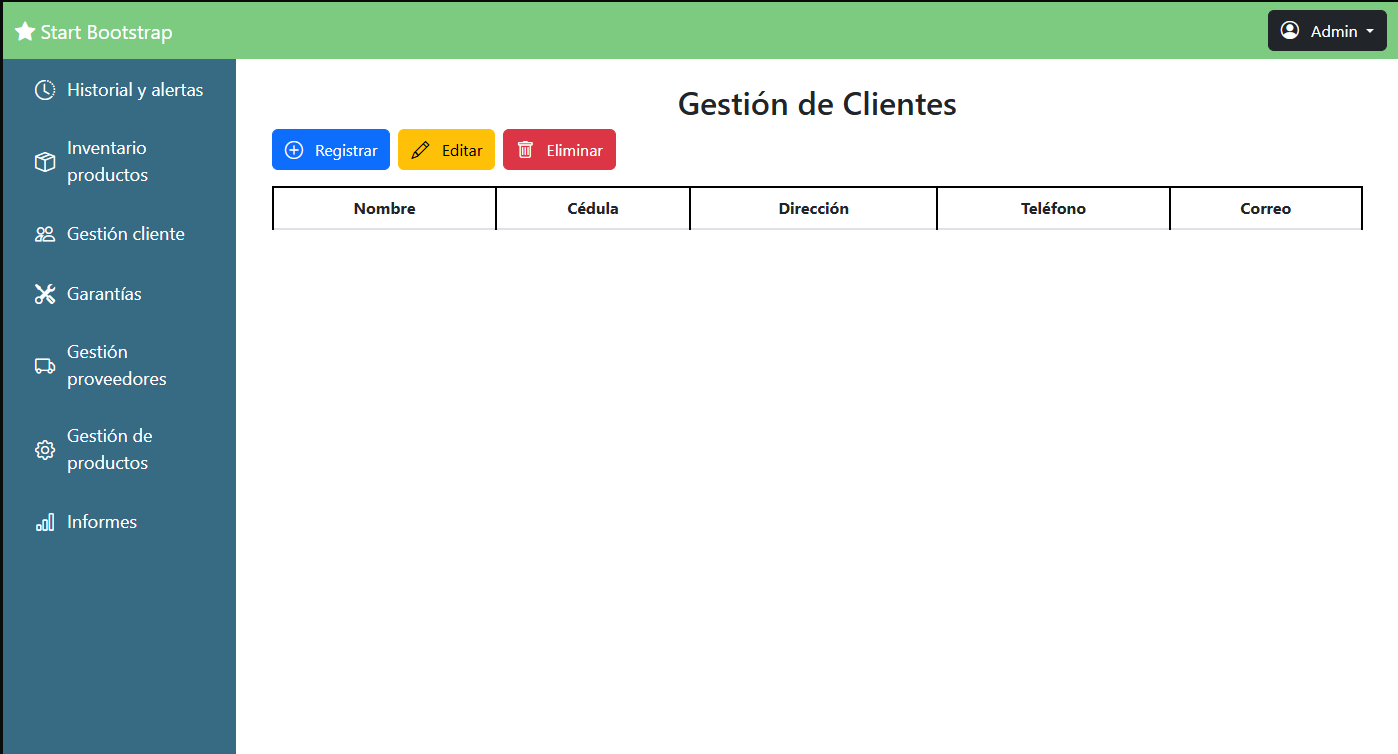 Start Bootstrap
Admin
Historial y alertas
Inventario
productos
Gestión cliente
Garantías
Gestión
proveedores
Gestión de
productos
Informes
Gestión de Clientes
Registrar Editar Eliminar
Nombre Cédula Dirección Teléfono Correo